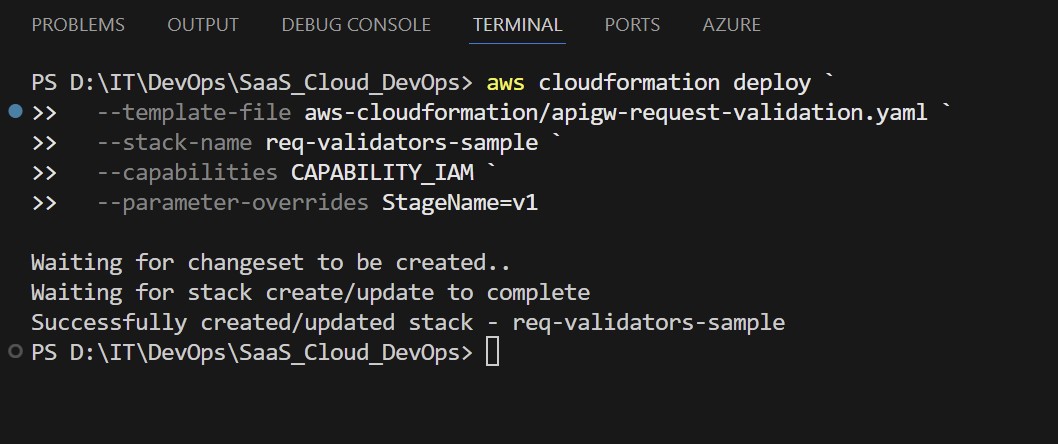 PROBLEMS OUTPUT DEBUG CONSOLE TERMINAL PORTS AZURE
PS D:\IT\DevOps\SaaS_Cloud_DevOps> aws cloudformation deploy `
>>   --template-file aws-cloudformation/apigw-request-validation.yaml `
>>   --stack-name req-validators-sample `
>>   --capabilities CAPABILITY_IAM `
>>   --parameter-overrides StageName=v1
Waiting for changeset to be created..
Waiting for stack create/update to complete
Successfully created/updated stack - req-validators-sample
PS D:\IT\DevOps\SaaS_Cloud_DevOps>